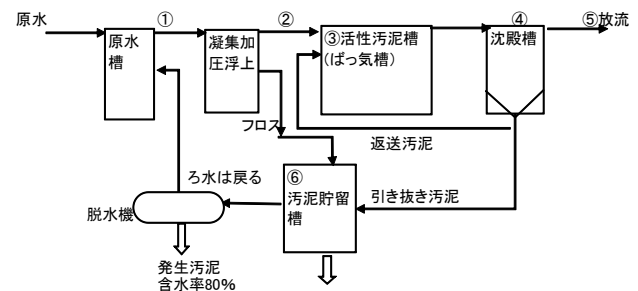 原水
①
②
④
⑤放流
原水
槽
凝集加
圧浮上
③活性汚泥槽
(ばっ気槽)
沈殿槽
フロス
返送汚泥
ろ水は戻る
⑥
汚泥貯留
槽
引き抜き汚泥
脱水機
発生汚泥
含水率80%